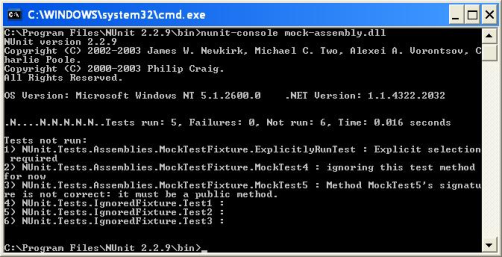 C:\WINDOWS\system32\cmd.exe
C:\Program Files\NUnit 2.2.9\bin>nunit-console mock-assembly.dll
NUnit version 2.2.9
Copyright (C) 2002-2003 James W. Newkirk, Michael C. Two, Alexei A. Vorontsov, C
harlie Poole.
Copyright (C) 2000-2003 Philip Craig.
All Rights Reserved.
OS Version: Microsoft Windows NT 5.1.2600.0    .NET Version: 1.1.4322.2032
.N....N.N.N.N..Tests run: 5, Failures: 0, Not run: 6, Time: 0.016 seconds
Tests not run:
1) NUnit.Tests.Assemblies.MockTestFixture.ExplicitlyRunTest : Explicit selection
 required
2) NUnit.Tests.Assemblies.MockTestFixture.MockTest4 : ignoring this test method
for now
3) NUnit.Tests.Assemblies.MockTestFixture.MockTest5 : Method MockTest5's signatu
re is not correct: it must be a public method.
4) NUnit.Tests.IgnoredFixture.Test1 :
5) NUnit.Tests.IgnoredFixture.Test2 :
6) NUnit.Tests.IgnoredFixture.Test3 :
C:\Program Files\NUnit 2.2.9\bin>_